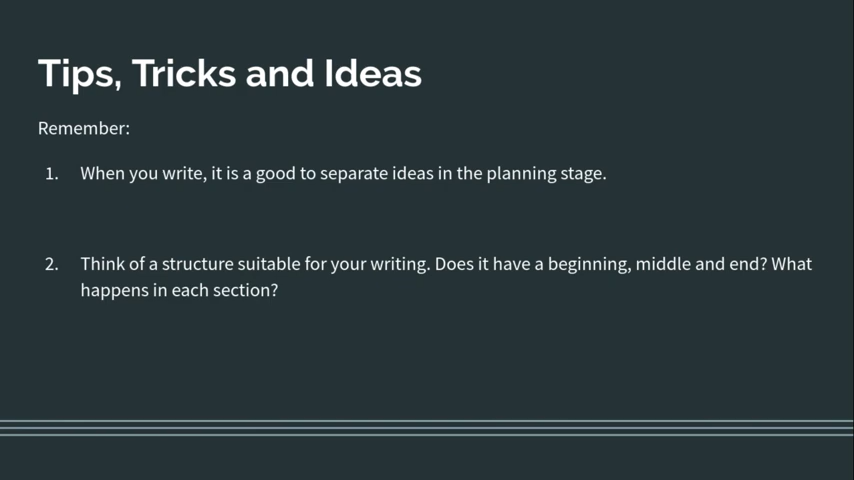 Tips, Tricks and Ideas
Remember:
1. When you write, it is a good to separate ideas in the planning stage.
2. Think of a structure suitable for your writing. Does it have a beginning, middle and end? What
happens in each section?